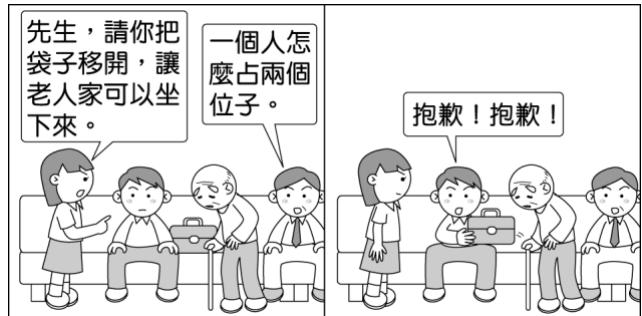 先生，請你把
袋子移開，讓
老人家可以坐
下來。
一個人怎
麼占兩個
位子。
抱歉！抱歉！